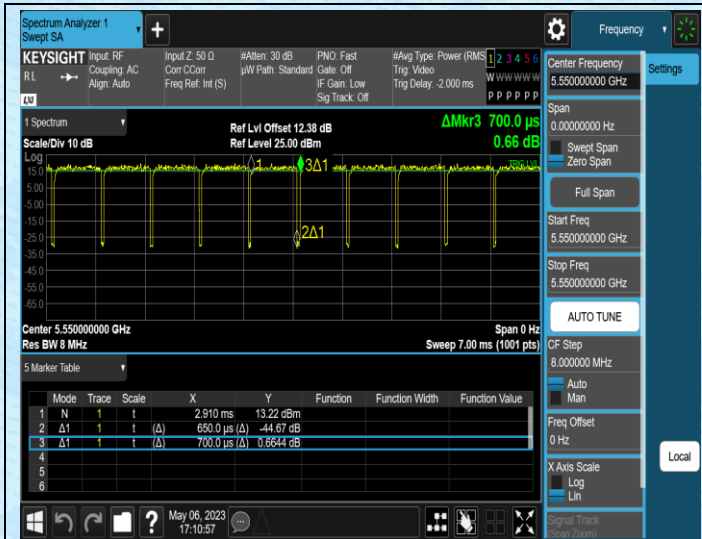 Spectrum Analyzer 1
Swept SA
Frequency
KEYSIGHT
RL
LXI
Input: RF
Coupling: AC
Align: Auto
Input Z: 50 Ω
Corr CCorr
Freq Ref: Int (S)
#Atten: 30 dB
µW Path: Standard
PNO: Fast
Gate: Off
IF Gain: Low
Sig Track: Off
#Avg Type: Power (RMS
Trig: Video
Trig Delay: -2.000 ms
1 2 3 4 5 6
W W W W W W
P P P P P P
Center Frequency
5.550000000 GHz
Settings
Span
0.00000000 Hz
Swept Span
Zero Span
Full Span
Start Freq
5.550000000 GHz
Stop Freq
5.550000000 GHz
AUTO TUNE
CF Step
8.000000 MHz
Auto
Man
Freq Offset
0 Hz
X Axis Scale
Log
Lin
Signal Track
(Span Zoom)
Local
1 Spectrum
Scale/Div 10 dB
Ref Lvl Offset 12.38 dB
Ref Level 25.00 dBm
ΔMkr3 700.0 µs
0.66 dB
Log
TRIG LVL
15.0
5.00
-5.00
-15.0
-25.0
-35.0
-45.0
-55.0
-65.0
1
3Δ1
2Δ1
Center 5.550000000 GHz
Res BW 8 MHz
Span 0 Hz
Sweep 7.00 ms (1001 pts)
5 Marker Table
Mode Trace Scale X Y Function Function Width Function Value
1 N 1 t 2.910 ms 13.22 dBm
2 Δ1 1 t (Δ) 650.0 µs (Δ) -44.67 dB
3 Δ1 1 t (Δ) 700.0 µs (Δ) 0.6644 dB
4
5
6
May 06, 2023
17:10:57